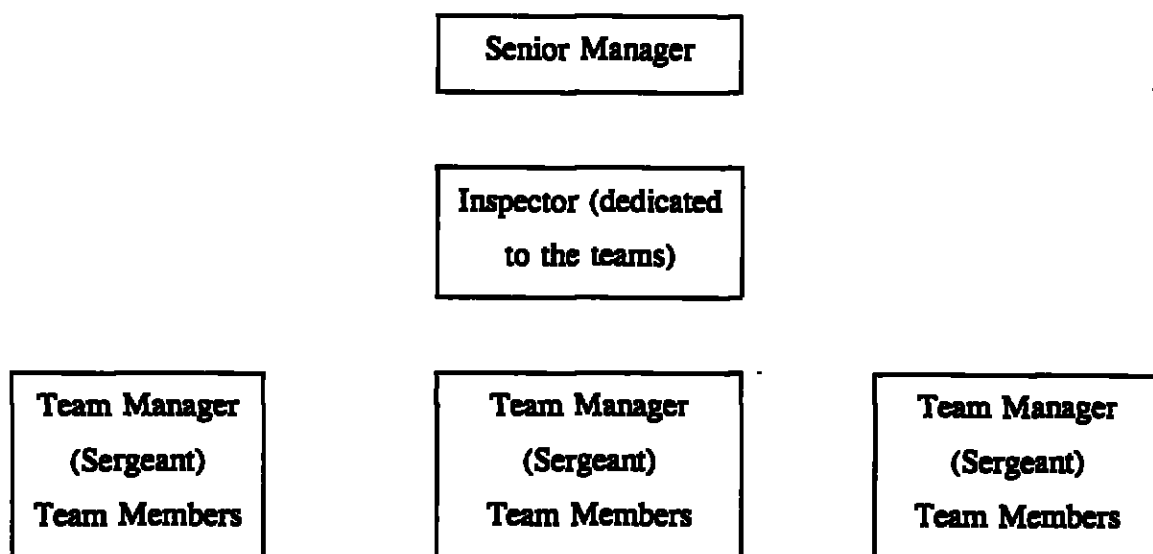 Senior Manager
Inspector (dedicated
to the teams)
Team Manager
(Sergeant)
Team Members
Team Manager
(Sergeant)
Team Members
Team Manager
(Sergeant)
Team Members